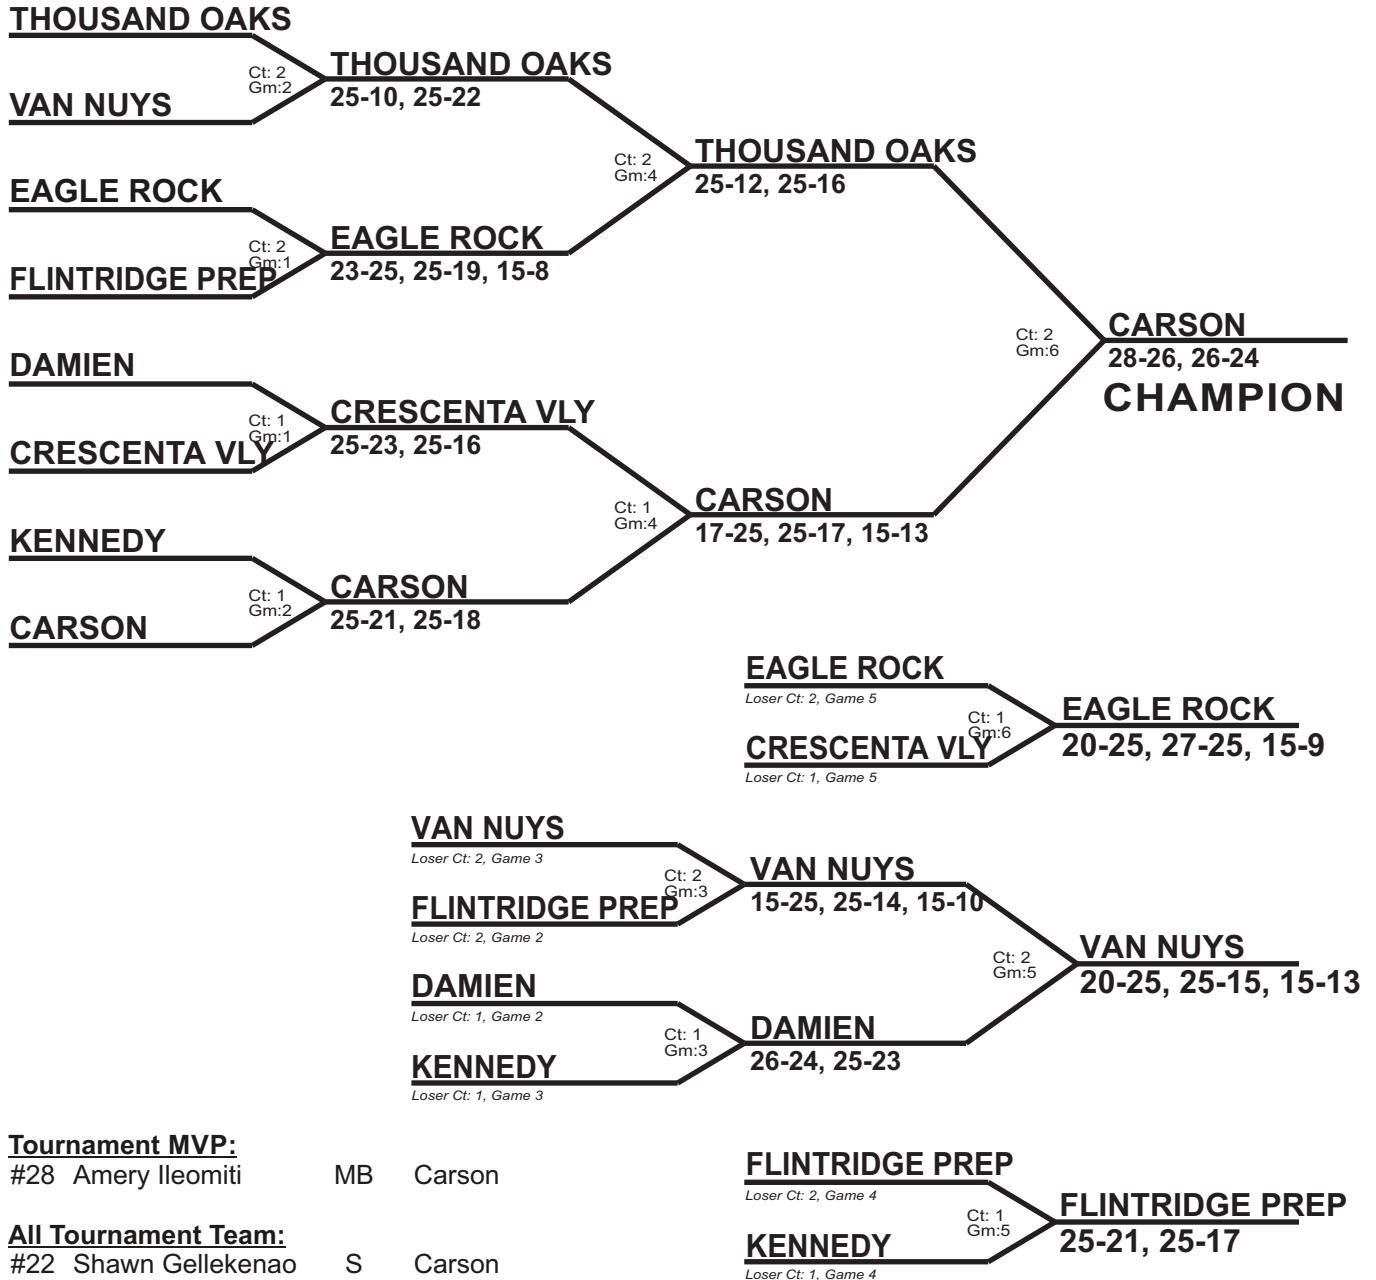 THOUSAND OAKS
Ct: 2
Gm:2
VAN NUYS
THOUSAND OAKS
25-10, 25-22
EAGLE ROCK
Ct: 2
Gm:1
FLINTRIDGE PREP
EAGLE ROCK
23-25, 25-19, 15-8
Ct: 2
Gm:4
THOUSAND OAKS
25-12, 25-16
DAMIEN
Ct: 1
Gm:1
CRESCENTA VLY
CRESCENTA VLY
25-23, 25-16
KENNEDY
Ct: 1
Gm:2
CARSON
CARSON
25-21, 25-18
Ct: 1
Gm:4
CARSON
17-25, 25-17, 15-13
Ct: 2
Gm:6
CARSON
28-26, 26-24
CHAMPION
EAGLE ROCK
Loser Ct: 2, Game 5
Ct: 1
Gm:6
CRESCENTA VLY
Loser Ct: 1, Game 5
EAGLE ROCK
20-25, 27-25, 15-9
VAN NUYS
Loser Ct: 2, Game 3
Ct: 2
Gm:3
FLINTRIDGE PREP
Loser Ct: 2, Game 2
VAN NUYS
15-25, 25-14, 15-10
DAMIEN
Loser Ct: 1, Game 2
Ct: 1
Gm:3
KENNEDY
Loser Ct: 1, Game 3
DAMIEN
26-24, 25-23
Ct: 2
Gm:5
VAN NUYS
20-25, 25-15, 15-13
FLINTRIDGE PREP
Loser Ct: 2, Game 4
Ct: 1
Gm:5
KENNEDY
Loser Ct: 1, Game 4
FLINTRIDGE PREP
25-21, 25-17
Tournament MVP:
#28 Amery Ileomiti MB Carson
All Tournament Team:
#22 Shawn Gellekenao S Carson